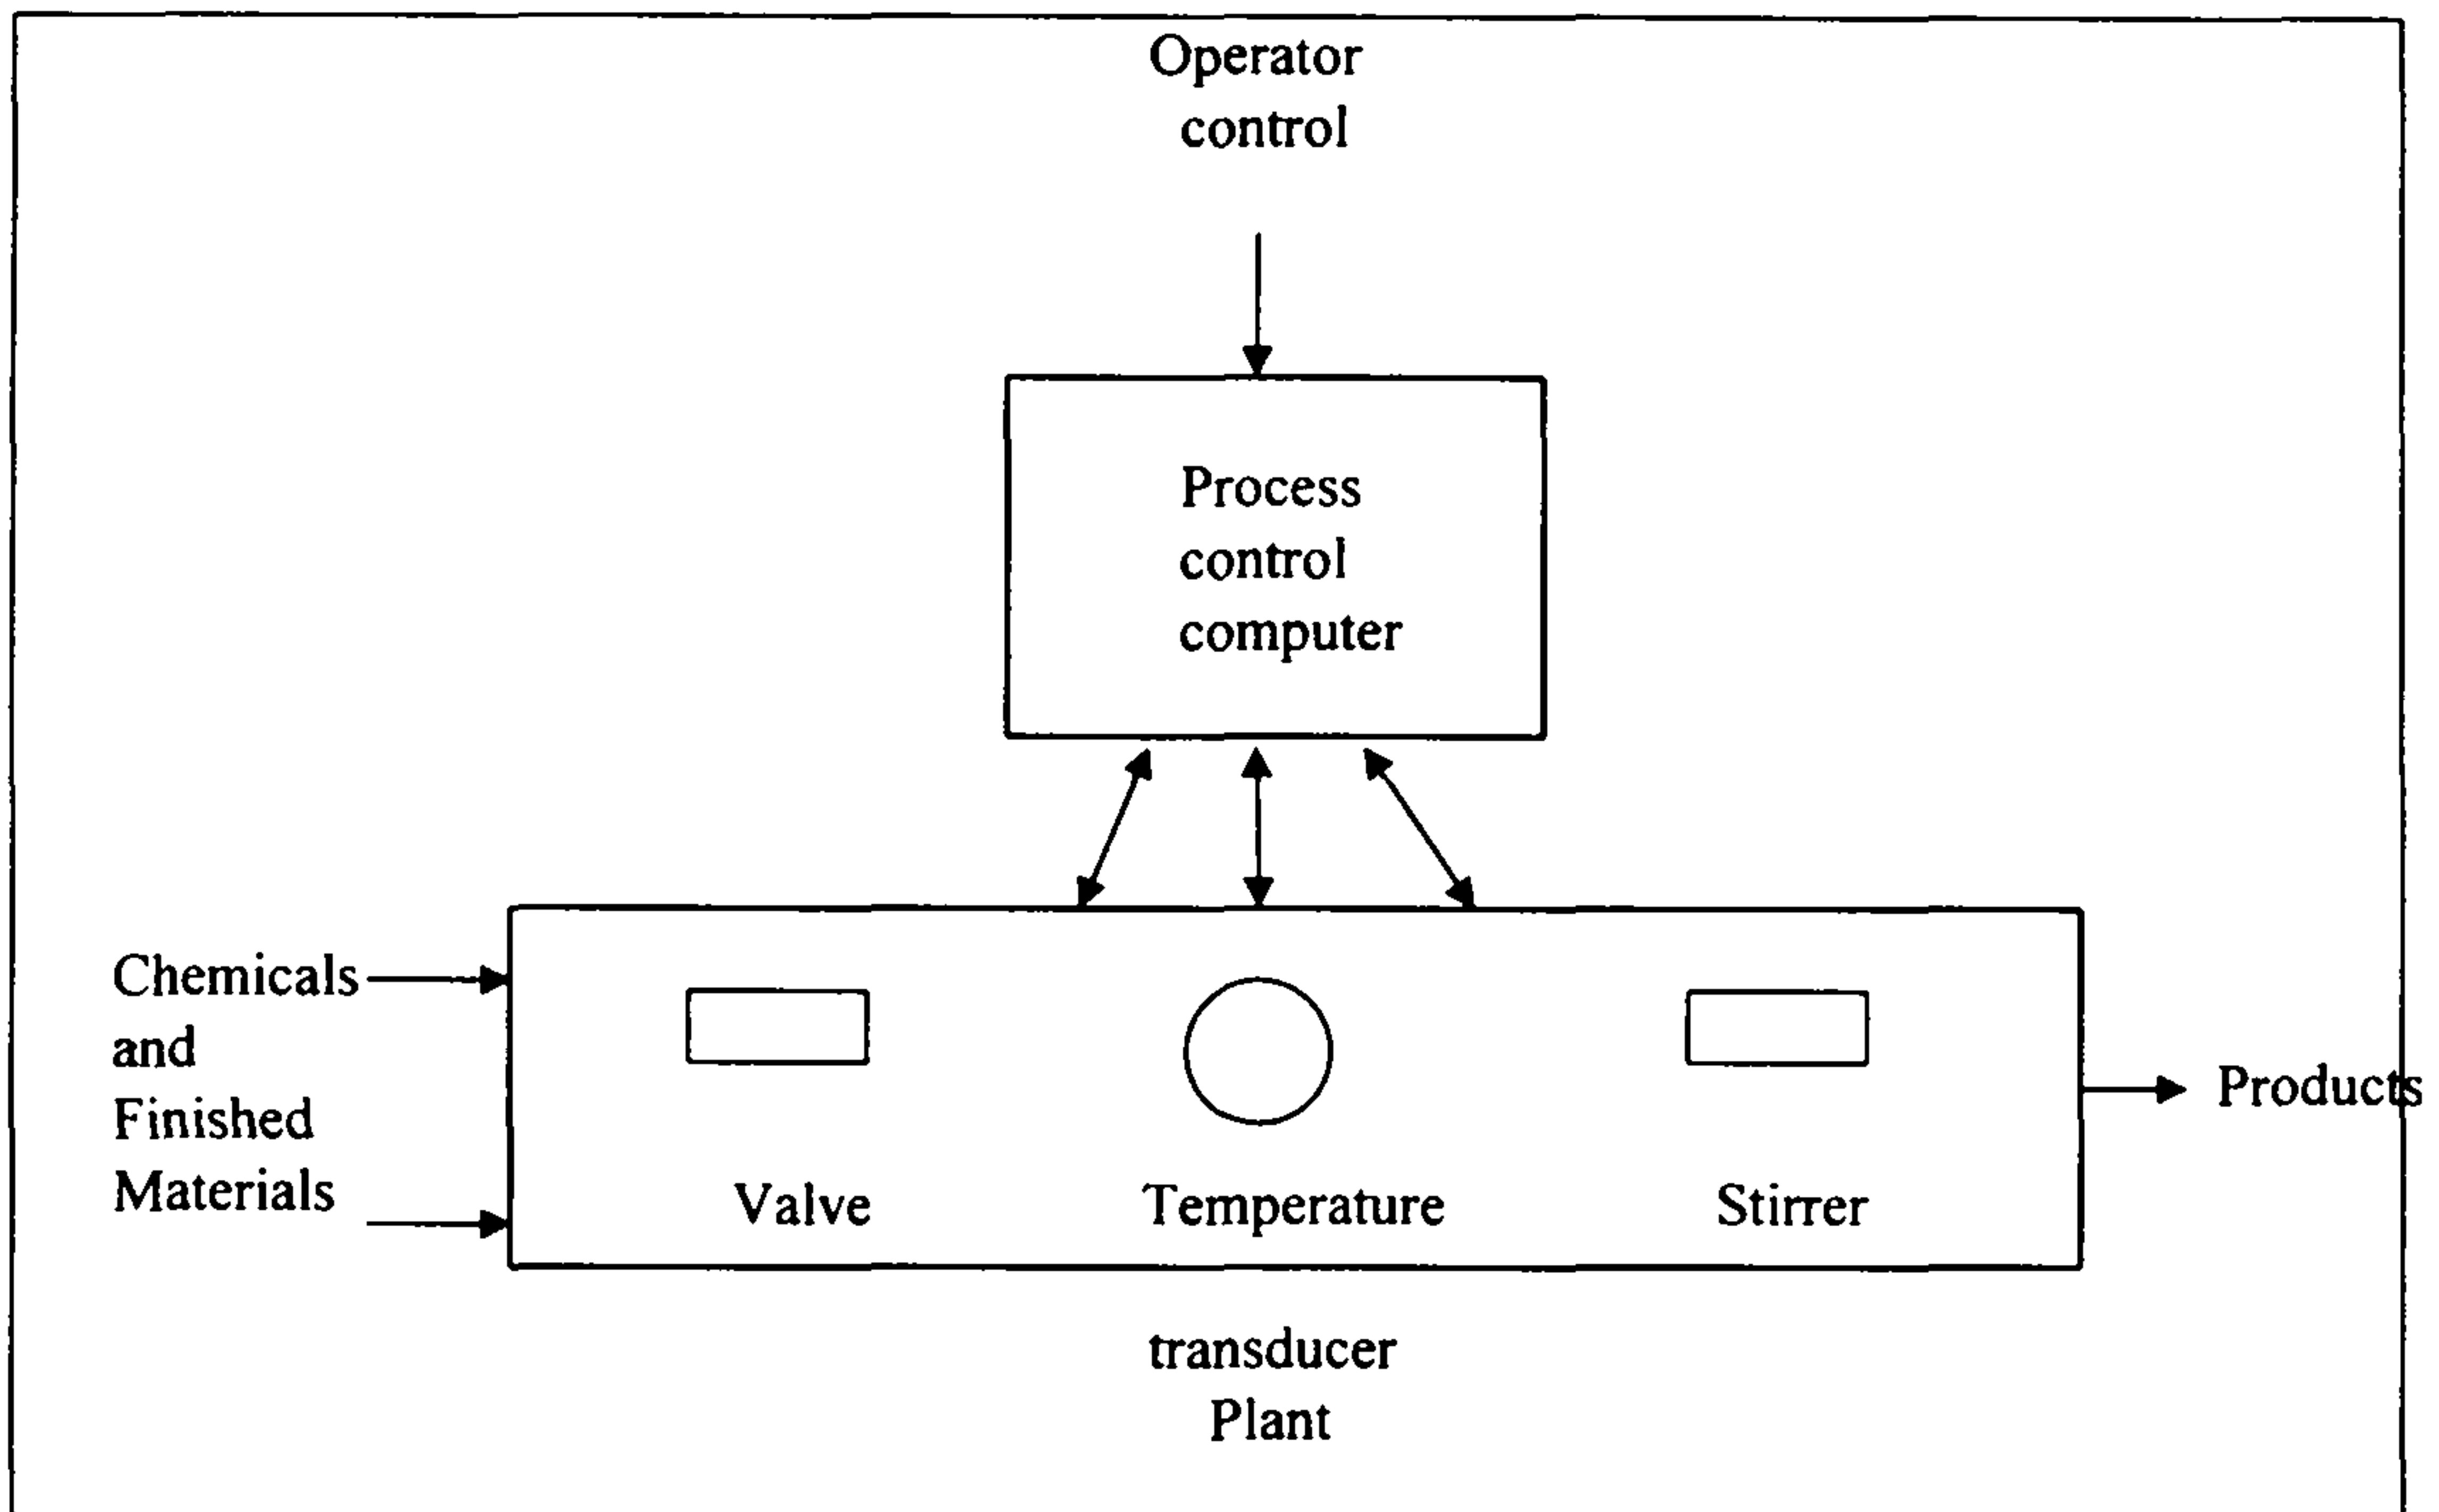 Operator
control
Process
control
computer
Chemicals
and
Finished
Materials
Valve
Temperature
Stirrer
Products
transducer
Plant